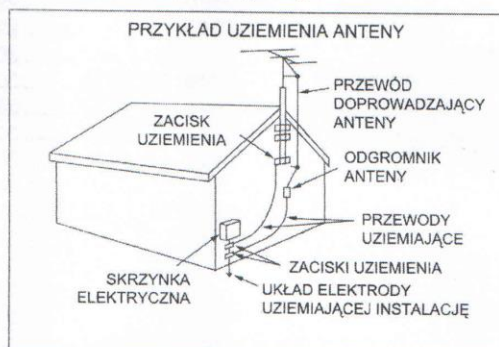 PRZYKŁAD UZIEMIENIA ANTENY
PRZEWÓD
DOPROWADZAJĄCY
ANTENY
ZACISK
UZIEMIENIA
ODGROMNIK
ANTENY
PRZEWODY
UZIEMIAJĄCE
SKRZYNKA
ELEKTRYCZNA
ZACISKI UZIEMIENIA
UKŁAD ELEKTRODY
UZIEMIAJĄCEJ INSTALACJĘ